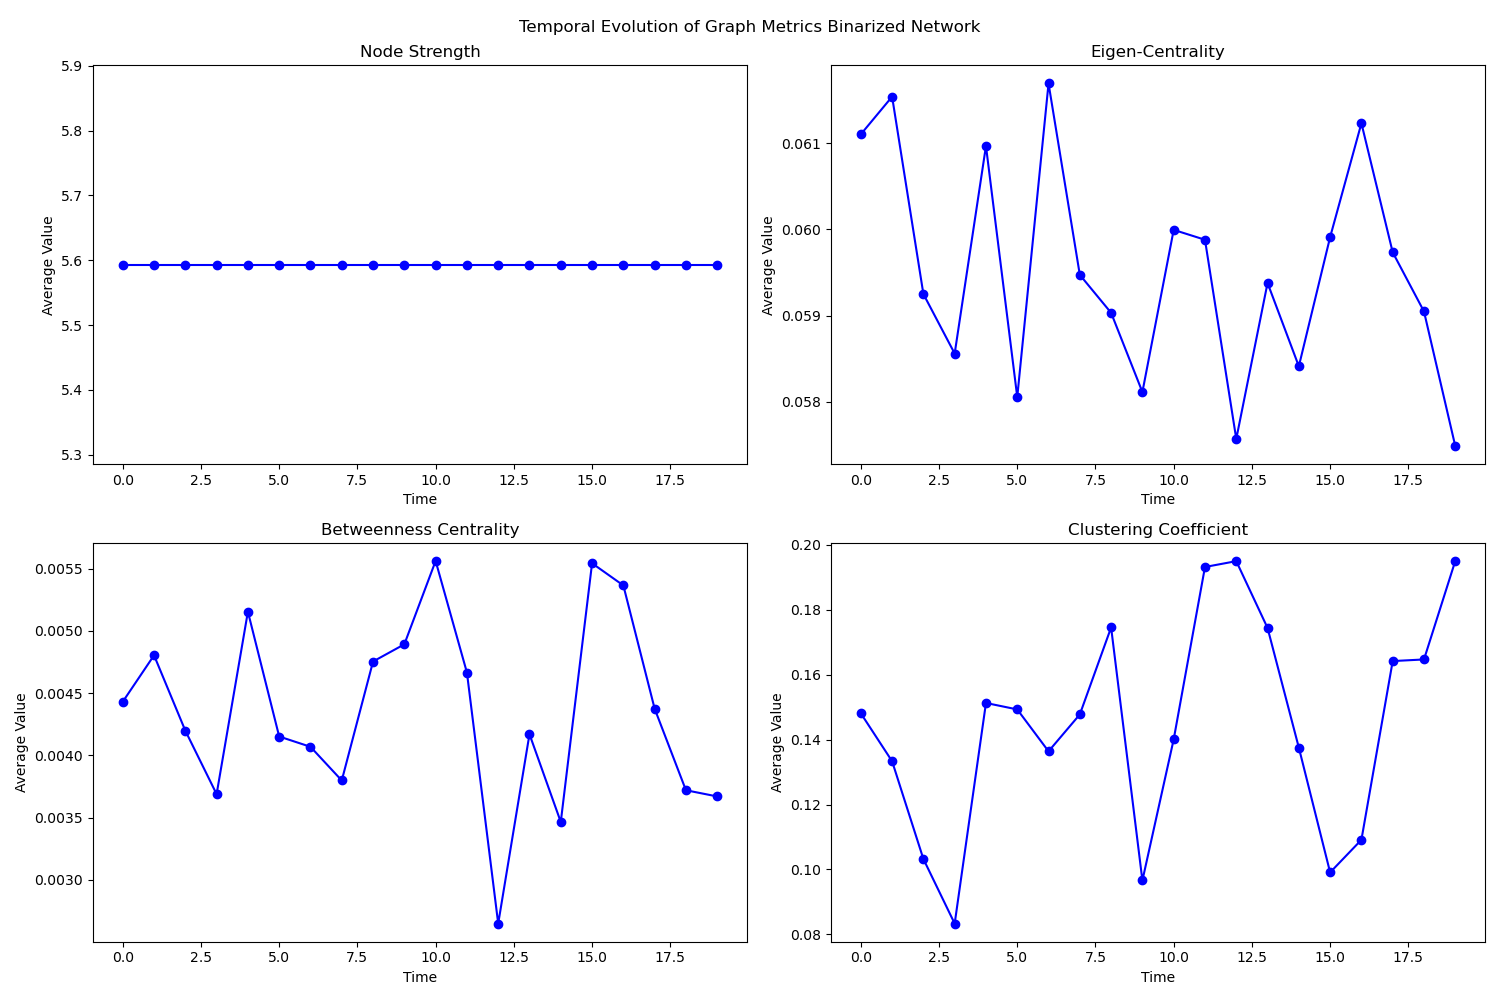 Temporal Evolution of Graph Metrics Binarized Network
Node Strength
5.9
5.8
5.7
5.6
5.5
5.4
5.3
Average Value
0.0 2.5 5.0 7.5 10.0 12.5 15.0 17.5
Time
Eigen-Centrality
0.061
0.060
0.059
0.058
Average Value
0.0 2.5 5.0 7.5 10.0 12.5 15.0 17.5
Time
Betweenness Centrality
0.0055
0.0050
0.0045
0.0040
0.0035
0.0030
Average Value
0.0 2.5 5.0 7.5 10.0 12.5 15.0 17.5
Time
Clustering Coefficient
0.20
0.18
0.16
0.14
0.12
0.10
0.08
Average Value
0.0 2.5 5.0 7.5 10.0 12.5 15.0 17.5
Time